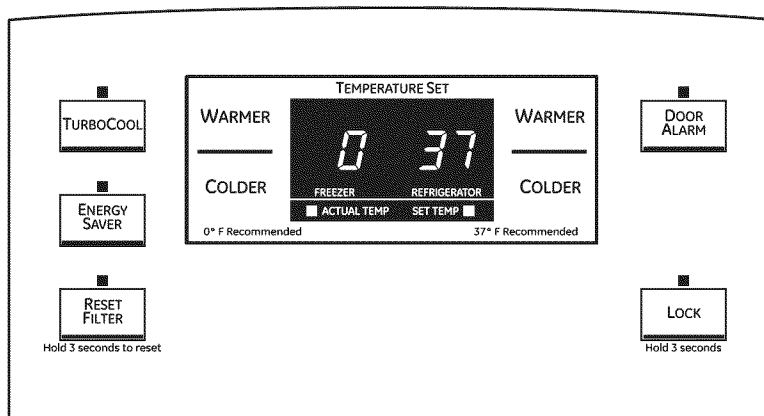 TEMPERATURE SET
TURBOCOOL
WARMER
0 37
WARMER
DOOR
ALARM
COLDER
FREEZER REFRIGERATOR
COLDER
ACTUAL TEMP SET TEMP
0° F Recommended 37° F Recommended
ENERGY
SAVER
RESET
FILTER
Hold 3 seconds to reset
LOCK
Hold 3 seconds